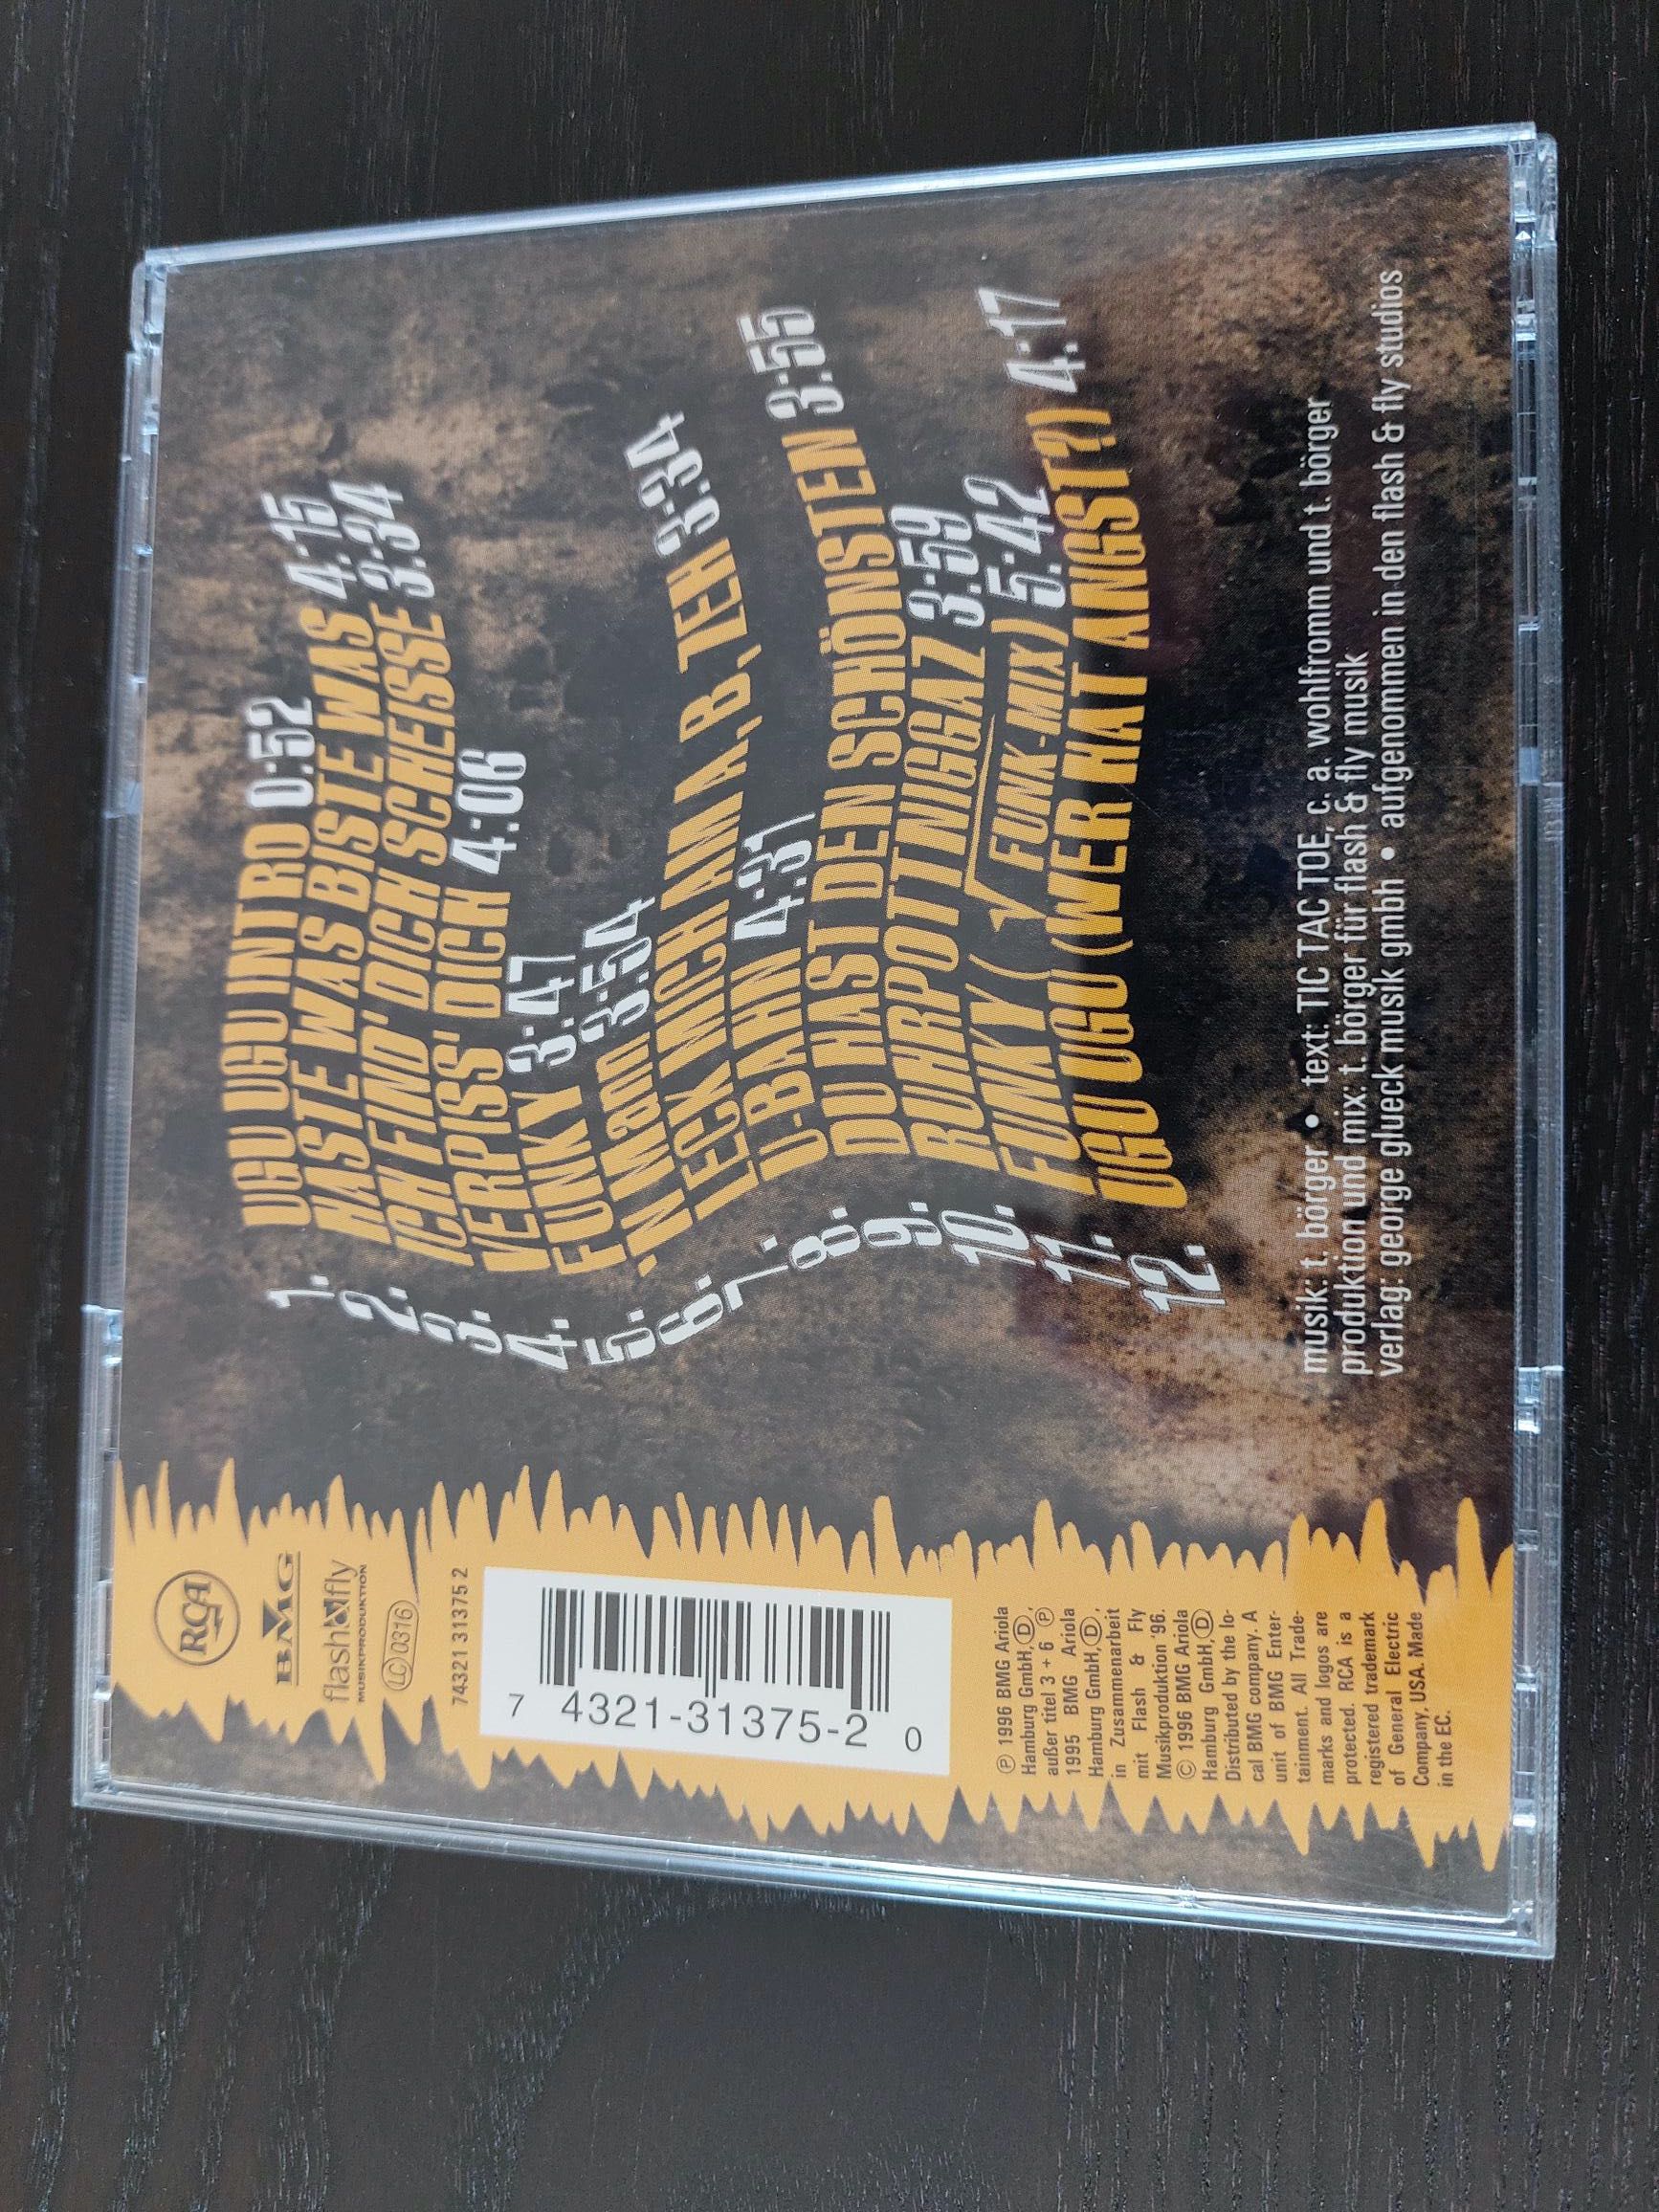 1. UGU UGU INTRO 0:52
2. HASTE WAS BISTE WAS 4:15
3. ICH FIND' DICH SCHEISSE 3:34
4. VERPISS' DICH 4:06
5. FUNKY 3:47
6. 'N Mann 3:54
7. LECK MICH AM A, B, ZEH 3:34
8. U-BAHN 4:31
9. DU HAST DEN SCHÖNSTEN 3:55
10. RUHRPOTTNIGGAZ 3:59
11. FUNKY (√FUNK-MIX) 5:42
12. UGU UGU (WER HAT ANGST?) 4:17
musik: t. börger • text: TIC TAC TOE, c. a. wohlfromm und t. börger
produktion und mix: t. börger für flash & fly musik
verlag: george glueck musik gmbh • aufgenommen in den flash & fly studios
RCA
BMG
flash & fly
MUSIKPRODUKTION
LC 0316
74321 31375 2
7 4321-31375-2 0
Ⓟ 1996 BMG Ariola
Hamburg GmbH,Ⓓ,
außer titel 3 + 6 Ⓟ
1995 BMG Ariola
Hamburg GmbH,Ⓓ,
in Zusammenarbeit
mit Flash & Fly
Musikproduktion '96.
© 1996 BMG Ariola
Hamburg GmbH,Ⓓ
Distributed by the lo-
cal BMG company. A
unit of BMG Enter-
tainment. All Trade-
marks and logos are
protected. RCA is a
registered trademark
of General Electric
Company, USA. Made
in the EC.